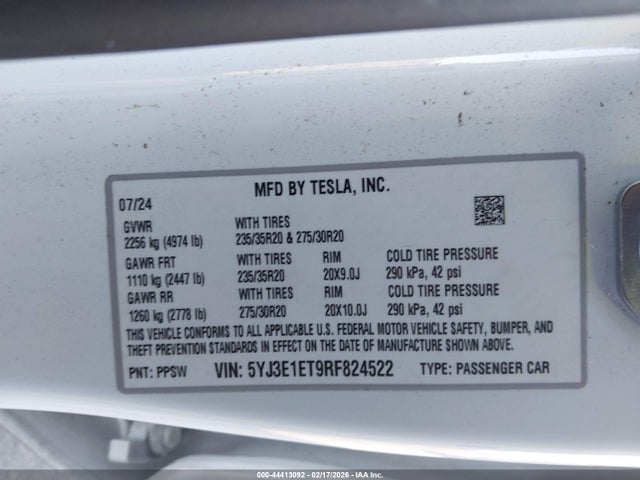 MFD BY TESLA, INC.
07/24
GVWR WITH TIRES
2256 kg (4974 lb) 235/35R20 & 275/30R20
GAWR FRT WITH TIRES RIM COLD TIRE PRESSURE
1110 kg (2447 lb) 235/35R20 20X9.0J 290 kPa, 42 psi
GAWR RR WITH TIRES RIM COLD TIRE PRESSURE
1260 kg (2778 lb) 275/30R20 20X10.0J 290 kPa, 42 psi
THIS VEHICLE CONFORMS TO ALL APPLICABLE U.S. FEDERAL MOTOR VEHICLE SAFETY, BUMPER, AND
THEFT PREVENTION STANDARDS IN EFFECT ON THE DATE OF MANUFACTURE SHOWN ABOVE.
PNT: PPSW VIN: 5YJ3E1ET9RF824522 TYPE: PASSENGER CAR
000-44413092 - 02/17/2026 - IAA Inc.